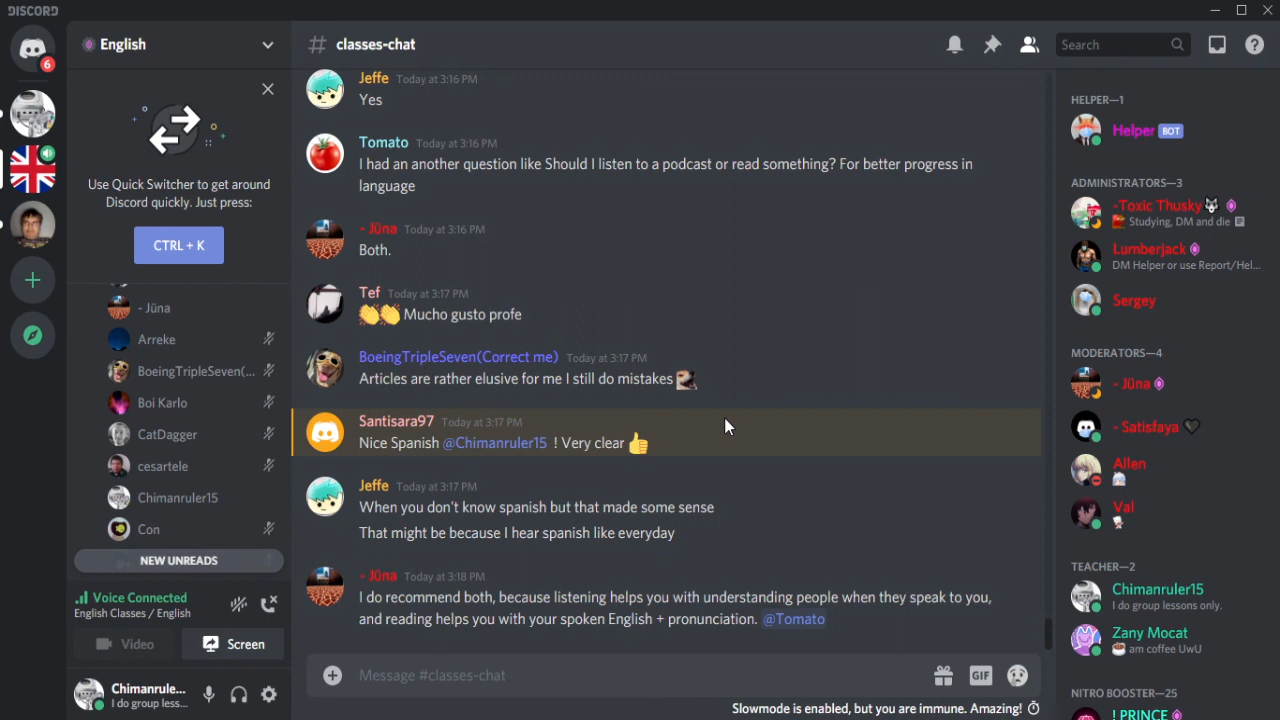 DISCORD
English
# classes-chat
Search
6
Use Quick Switcher to get around
Discord quickly. Just press:
CTRL + K
- Jūna
Arreke
BoeingTripleSeven(...
Boi Karlo
CatDagger
cesartele
Chimanruler15
Con
NEW UNREADS
Voice Connected
English Classes / English
Video
Screen
Chimanrule...
I do group less...
Jeffe Today at 3:16 PM
Yes
Tomato Today at 3:16 PM
I had an another question like Should I listen to a podcast or read something? For better progress in
language
- Jūna Today at 3:16 PM
Both.
Tef Today at 3:17 PM
👏👏 Mucho gusto profe
BoeingTripleSeven(Correct me) Today at 3:17 PM
Articles are rather elusive for me I still do mistakes
Santisara97 Today at 3:17 PM
Nice Spanish @Chimanruler15 ! Very clear 👍
Jeffe Today at 3:17 PM
When you don't know spanish but that made some sense
That might be because I hear spanish like everyday
- Jūna Today at 3:18 PM
I do recommend both, because listening helps you with understanding people when they speak to you,
and reading helps you with your spoken English + pronunciation. @Tomato
Message #classes-chat
GIF
Slowmode is enabled, but you are immune. Amazing!
HELPER—1
Helper BOT
ADMINISTRATORS—3
-Toxic Thusky
Studying, DM and die
Lumberjack
DM Helper or use Report/Hel...
Sergey
MODERATORS—4
- Jūna
- Satisfaya
Allen
Val
TEACHER—2
Chimanruler15
I do group lessons only.
Zany Mocat
am coffee UwU
NITRO BOOSTER—25
! PRINCE